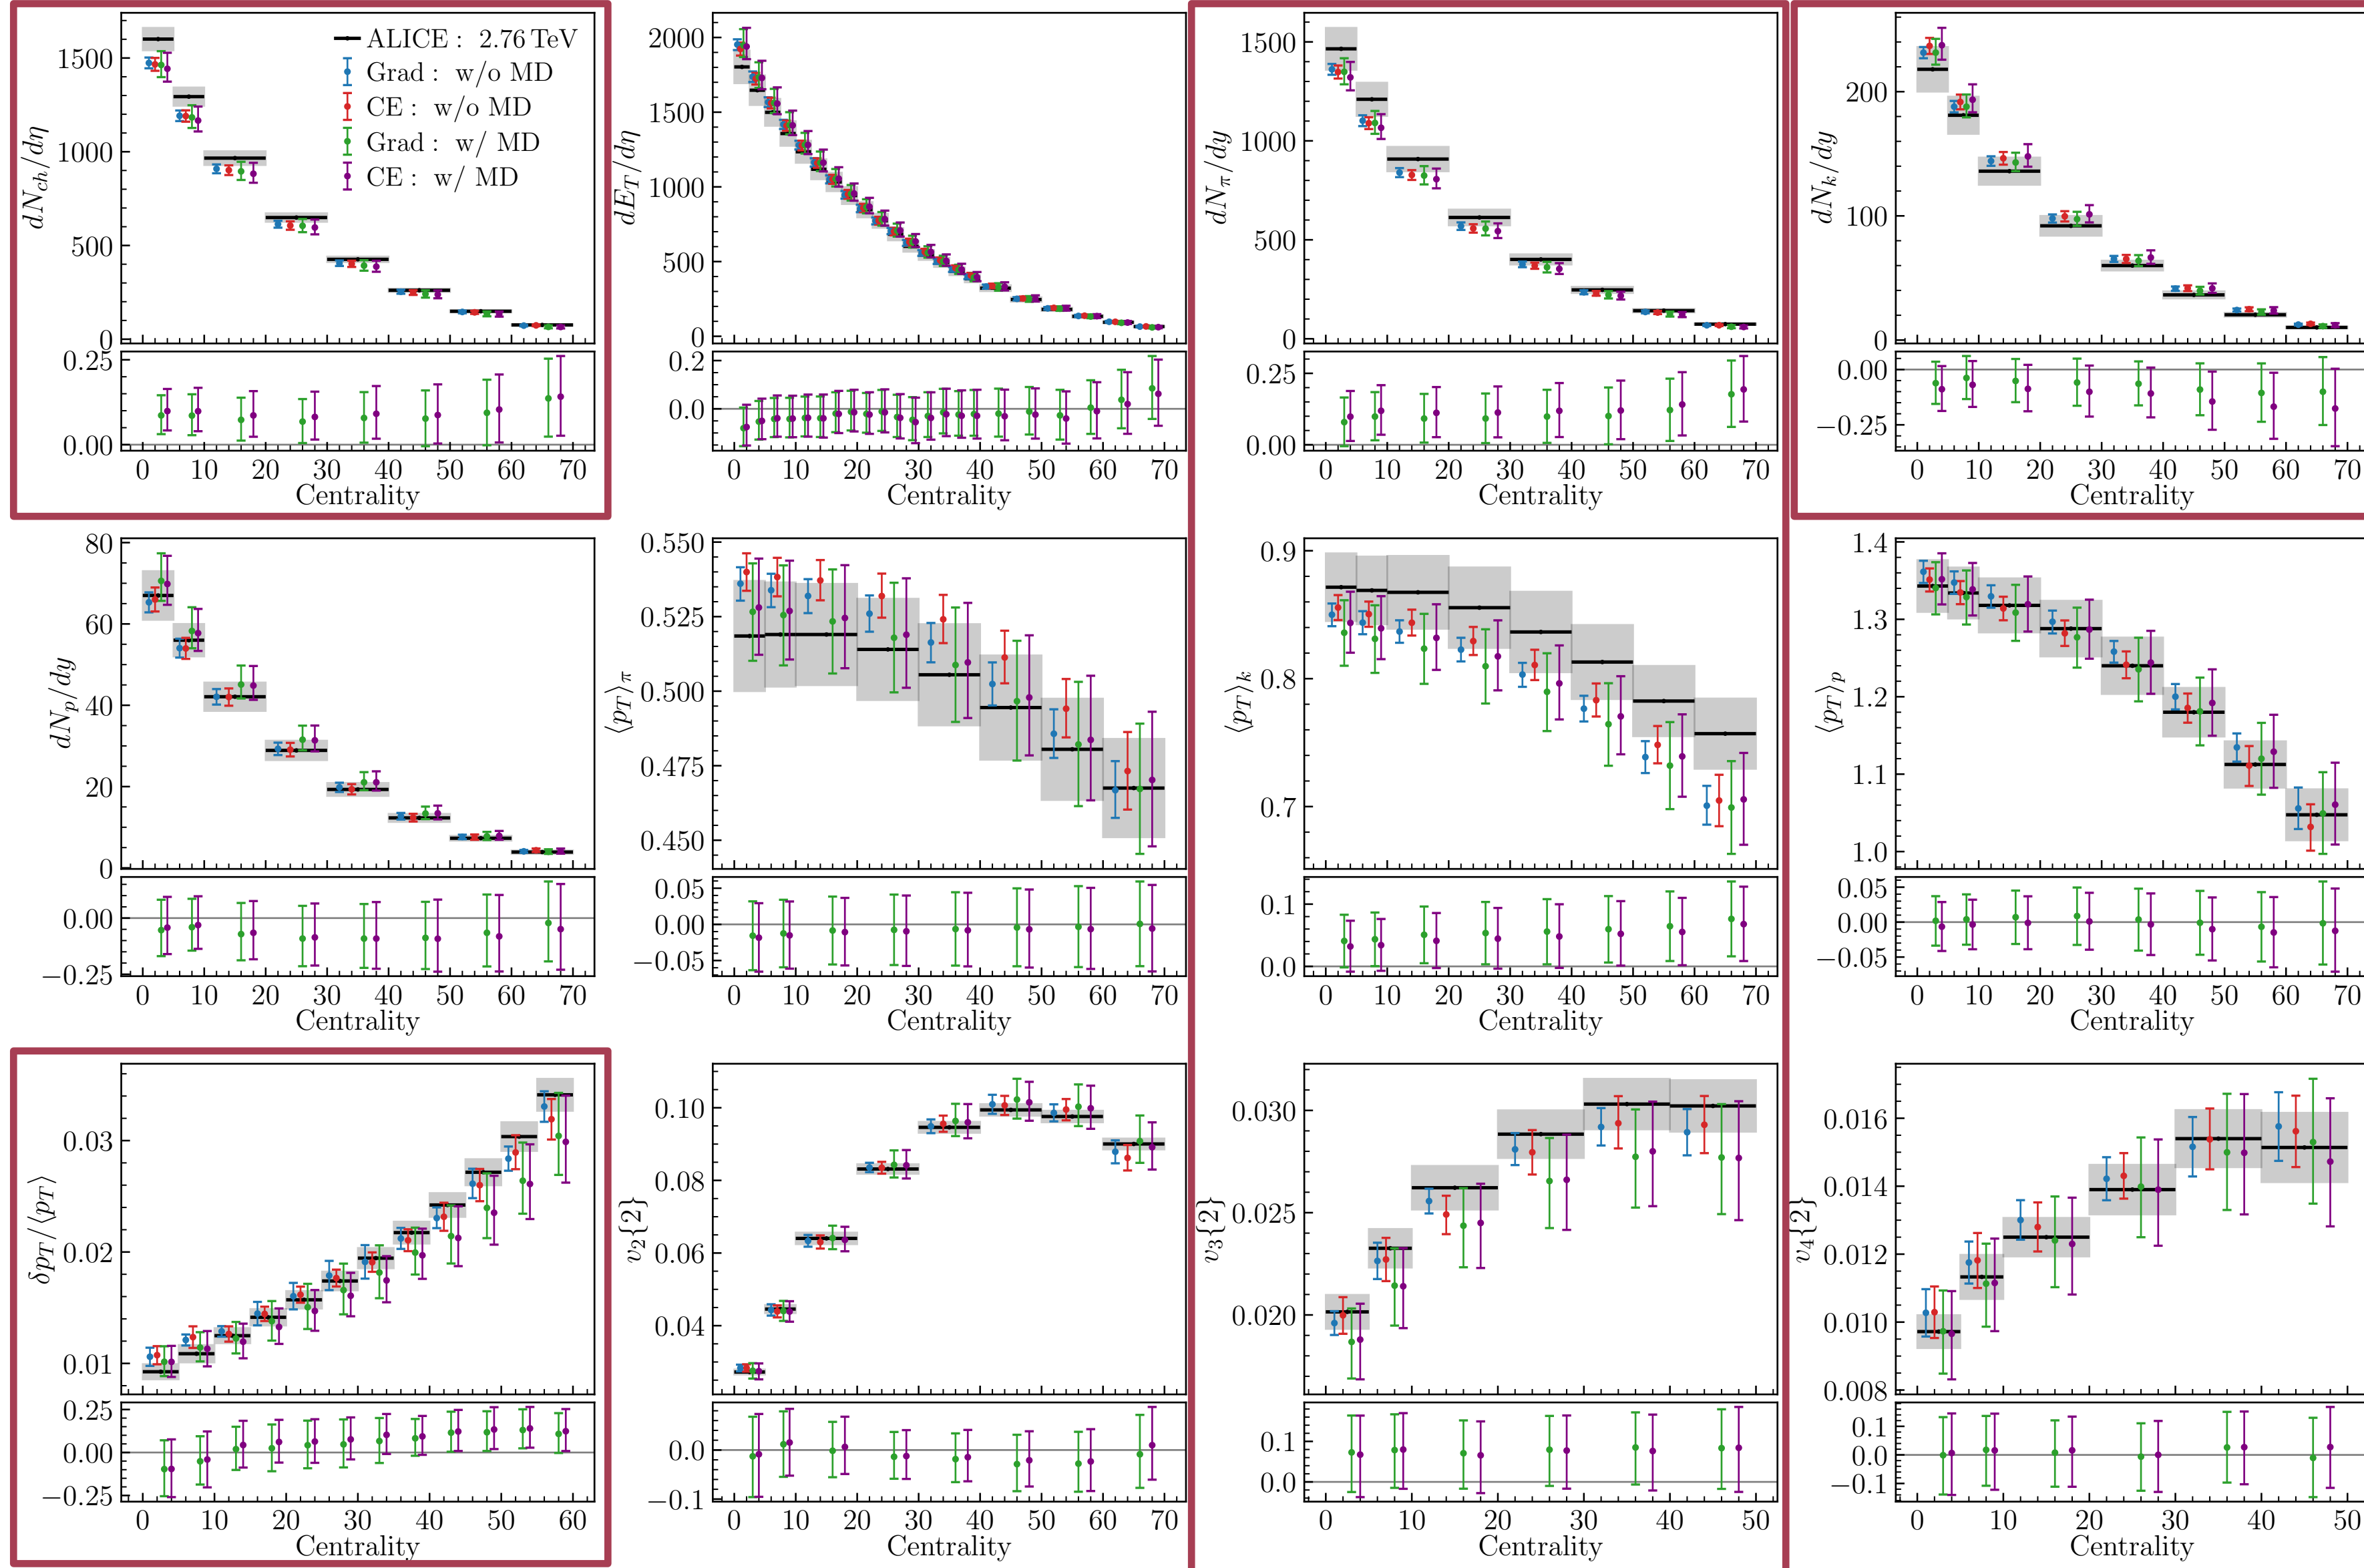 dN_ch/dη
1500
1000
500
0
ALICE : 2.76 TeV
Grad : w/o MD
CE : w/o MD
Grad : w/ MD
CE : w/ MD
0.25
0.00
0 10 20 30 40 50 60 70
Centrality
dE_T/dη
2000
1500
1000
500
0
0.2
0.0
0 10 20 30 40 50 60 70
Centrality
dN_π/dy
1500
1000
500
0
0.25
0.00
0 10 20 30 40 50 60 70
Centrality
dN_k/dy
200
100
0
0.00
−0.25
0 10 20 30 40 50 60 70
Centrality
dN_p/dy
80
60
40
20
0
0.00
−0.25
0 10 20 30 40 50 60 70
Centrality
⟨p_T⟩_π
0.550
0.525
0.500
0.475
0.450
0.05
0.00
−0.05
0 10 20 30 40 50 60 70
Centrality
⟨p_T⟩_k
0.9
0.8
0.7
0.1
0.0
0 10 20 30 40 50 60 70
Centrality
⟨p_T⟩_p
1.4
1.3
1.2
1.1
1.0
0.05
0.00
−0.05
0 10 20 30 40 50 60 70
Centrality
δp_T/⟨p_T⟩
0.03
0.02
0.01
0.25
0.00
−0.25
0 10 20 30 40 50 60
Centrality
v_2{2}
0.10
0.08
0.06
0.04
0.0
−0.1
0 10 20 30 40 50 60 70
Centrality
v_3{2}
0.030
0.025
0.020
0.1
0.0
0 10 20 30 40 50
Centrality
v_4{2}
0.016
0.014
0.012
0.010
0.008
0.1
0.0
−0.1
0 10 20 30 40 50
Centrality